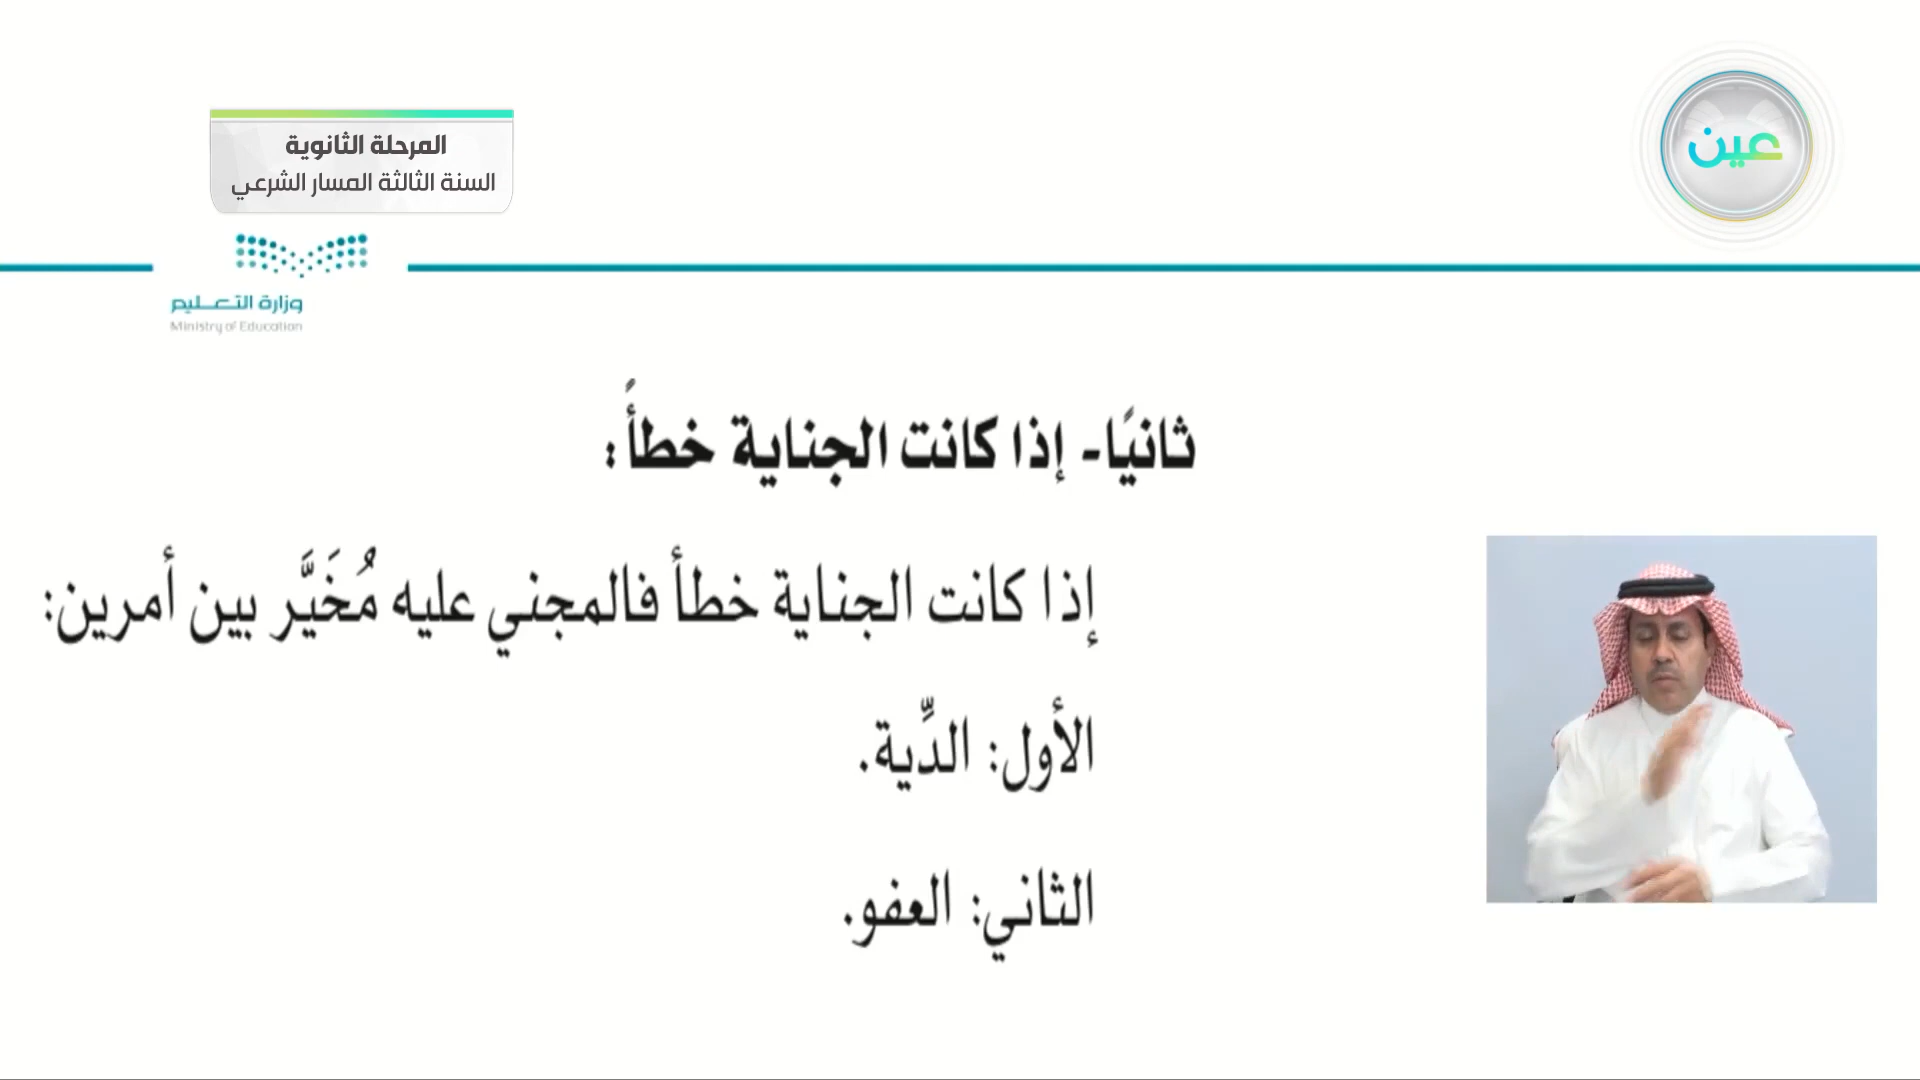 عين
المرحلة الثانوية
السنة الثالثة المسار الشرعي
وزارة التعـــليم
Ministry of Education
ثانيًا- إذا كانت الجناية خطأً :
إذا كانت الجناية خطأ فالمجني عليه مُخَيَّر بين أمرين:
الأول: الدِّية.
الثاني: العفو.